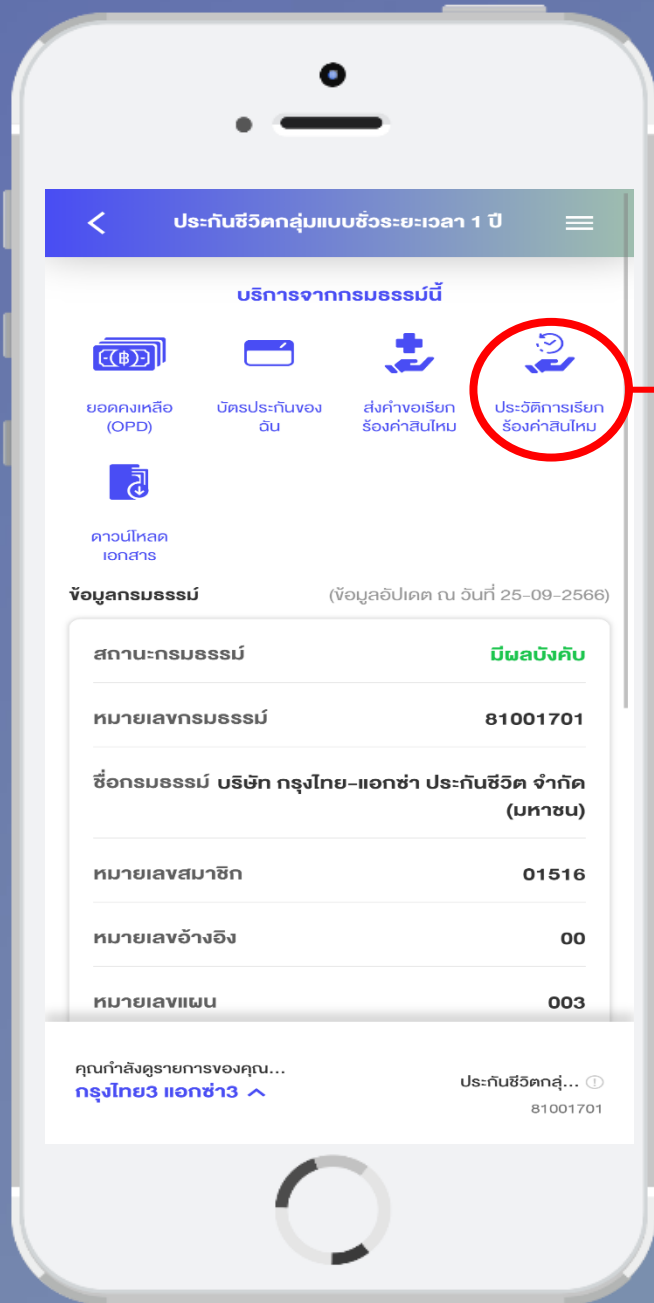 ประกันชีวิตกลุ่มแบบชั่วระยะเวลา 1 ปี
บริการจากกรมธรรม์นี้
ยอดคงเหลือ
(OPD)
บัตรประกันของ
ฉัน
ส่งคำขอเรียก
ร้องค่าสินไหม
ประวัติการเรียก
ร้องค่าสินไหม
ดาวน์โหลด
เอกสาร
ข้อมูลกรมธรรม์ (ข้อมูลอัปเดต ณ วันที่ 25-09-2566)
สถานะกรมธรรม์ มีผลบังคับ
หมายเลขกรมธรรม์ 81001701
ชื่อกรมธรรม์ บริษัท กรุงไทย-แอกซ่า ประกันชีวิต จำกัด
(มหาชน)
หมายเลขสมาชิก 01516
หมายเลขอ้างอิง 00
หมายเลขแผน 003
คุณกำลังดูรายการของคุณ...
กรุงไทย3 แอกซ่า3
ประกันชีวิตกลุ่...
81001701